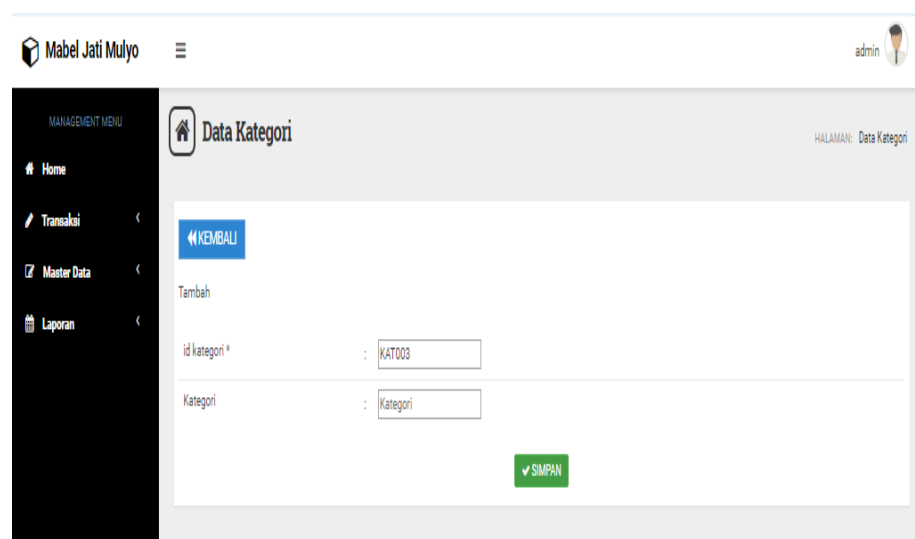 Mabel Jati Mulyo
admin
MANAGEMENT MENU
Home
Transaksi
Master Data
Laporan
Data Kategori
HALAMAN: Data Kategori
KEMBALI
Tambah
id kategori * : KAT003
Kategori : Kategori
SIMPAN